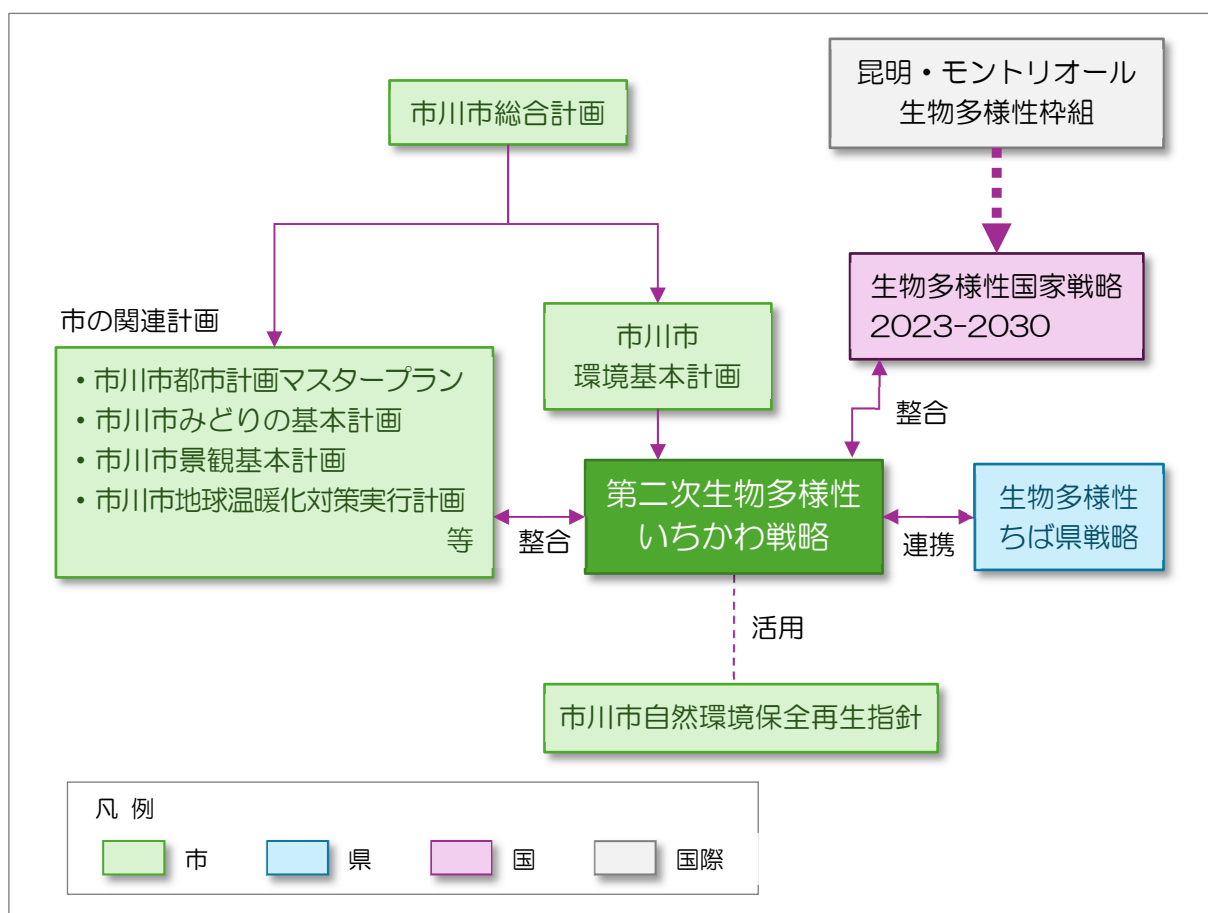 昆明・モントリオール
生物多様性枠組
市川市総合計画
生物多様性国家戦略
2023-2030
市の関連計画
・市川市都市計画マスタープラン
・市川市みどりの基本計画
・市川市景観基本計画
・市川市地球温暖化対策実行計画
等
市川市
環境基本計画
整合
第二次生物多様性
いちかわ戦略
整合
連携
生物多様性
ちば県戦略
活用
市川市自然環境保全再生指針
凡 例
市
県
国
国際